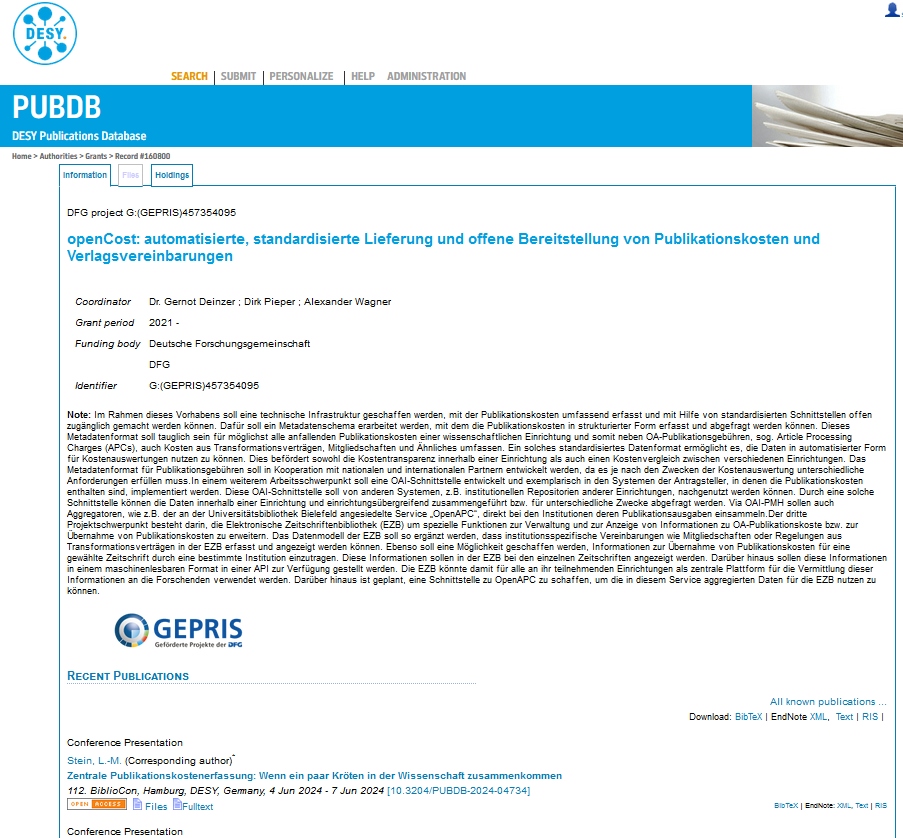 DESY.
SEARCH | SUBMIT | PERSONALIZE | HELP ADMINISTRATION
PUBDB
DESY Publications Database
Home > Authorities > Grants > Record #160800
Information Files Holdings
DFG project G:(GEPRIS)457354095
openCost: automatisierte, standardisierte Lieferung und offene Bereitstellung von Publikationskosten und
Verlagsvereinbarungen
Coordinator Dr. Gernot Deinzer ; Dirk Pieper ; Alexander Wagner
Grant period 2021 -
Funding body Deutsche Forschungsgemeinschaft
DFG
Identifier G:(GEPRIS)457354095
Note: Im Rahmen dieses Vorhabens soll eine technische Infrastruktur geschaffen werden, mit der Publikationskosten umfassend erfasst und mit Hilfe von standardisierten Schnittstellen offen
zugänglich gemacht werden können. Dafür soll ein Metadatenschema erarbeitet werden, mit dem die Publikationskosten in strukturierter Form erfasst und abgefragt werden können. Dieses
Metadatenformat soll tauglich sein für möglichst alle anfallenden Publikationskosten einer wissenschaftlichen Einrichtung und somit neben OA-Publikationsgebühren, sog. Article Processing
Charges (APCs), auch Kosten aus Transformationsverträgen, Mitgliedschaften und Ähnliches umfassen. Ein solches standardisiertes Datenformat ermöglicht es, die Daten in automatisierter Form
für Kostenauswertungen nutzen zu können. Dies befördert sowohl die Kostentransparenz innerhalb einer Einrichtung als auch einen Kostenvergleich zwischen verschiedenen Einrichtungen. Das
Metadatenformat für Publikationsgebühren soll in Kooperation mit nationalen und internationalen Partnern entwickelt werden, da es je nach den Zwecken der Kostenauswertung unterschiedliche
Anforderungen erfüllen muss.In einem weiterem Arbeitsschwerpunkt soll eine OAI-Schnittstelle entwickelt und exemplarisch in den Systemen der Antragsteller, in denen die Publikationskosten
enthalten sind, implementiert werden. Diese OAI-Schnittstelle soll von anderen Systemen, z.B. institutionellen Repositorien anderer Einrichtungen, nachgenutzt werden können. Durch eine solche
Schnittstelle können die Daten innerhalb einer Einrichtung und einrichtungsübergreifend zusammengeführt bzw. für unterschiedliche Zwecke abgefragt werden. Via OAI-PMH sollen auch
Aggregatoren, wie z.B. der an der Universitätsbibliothek Bielefeld angesiedelte Service „OpenAPC“, direkt bei den Institutionen deren Publikationsausgaben einsammeln.Der dritte
Projektschwerpunkt besteht darin, die Elektronische Zeitschriftenbibliothek (EZB) um spezielle Funktionen zur Verwaltung und zur Anzeige von Informationen zu OA-Publikationskoste bzw. zur
Übernahme von Publikationskosten zu erweitern. Das Datenmodell der EZB soll so ergänzt werden, dass institutionsspezifische Vereinbarungen wie Mitgliedschaften oder Regelungen aus
Transformationsverträgen in der EZB erfasst und angezeigt werden können. Ebenso soll eine Möglichkeit geschaffen werden, Informationen zur Übernahme von Publikationskosten für eine
gewählte Zeitschrift durch eine bestimmte Institution einzutragen. Diese Informationen sollen in der EZB bei den einzelnen Zeitschriften angezeigt werden. Darüber hinaus sollen diese Informationen
in einem maschinenlesbaren Format in einer API zur Verfügung gestellt werden. Die EZB könnte damit für alle an ihr teilnehmenden Einrichtungen als zentrale Plattform für die Vermittlung dieser
Informationen an die Forschenden verwendet werden. Darüber hinaus ist geplant, eine Schnittstelle zu OpenAPC zu schaffen, um die in diesem Service aggregierten Daten für die EZB nutzen zu
können.
GEPRIS
Geförderte Projekte der DFG
RECENT PUBLICATIONS
All known publications ...
Download: BibTeX | EndNote XML, Text | RIS |
Conference Presentation
Stein, L.-M. (Corresponding author)*
Zentrale Publikationskostenerfassung: Wenn ein paar Kröten in der Wissenschaft zusammenkommen
112. BiblioCon, Hamburg, DESY, Germany, 4 Jun 2024 - 7 Jun 2024 [10.3204/PUBDB-2024-04734]
OPEN ACCESS Files Fulltext BibTeX | EndNote: XML, Text | RIS
Conference Presentation